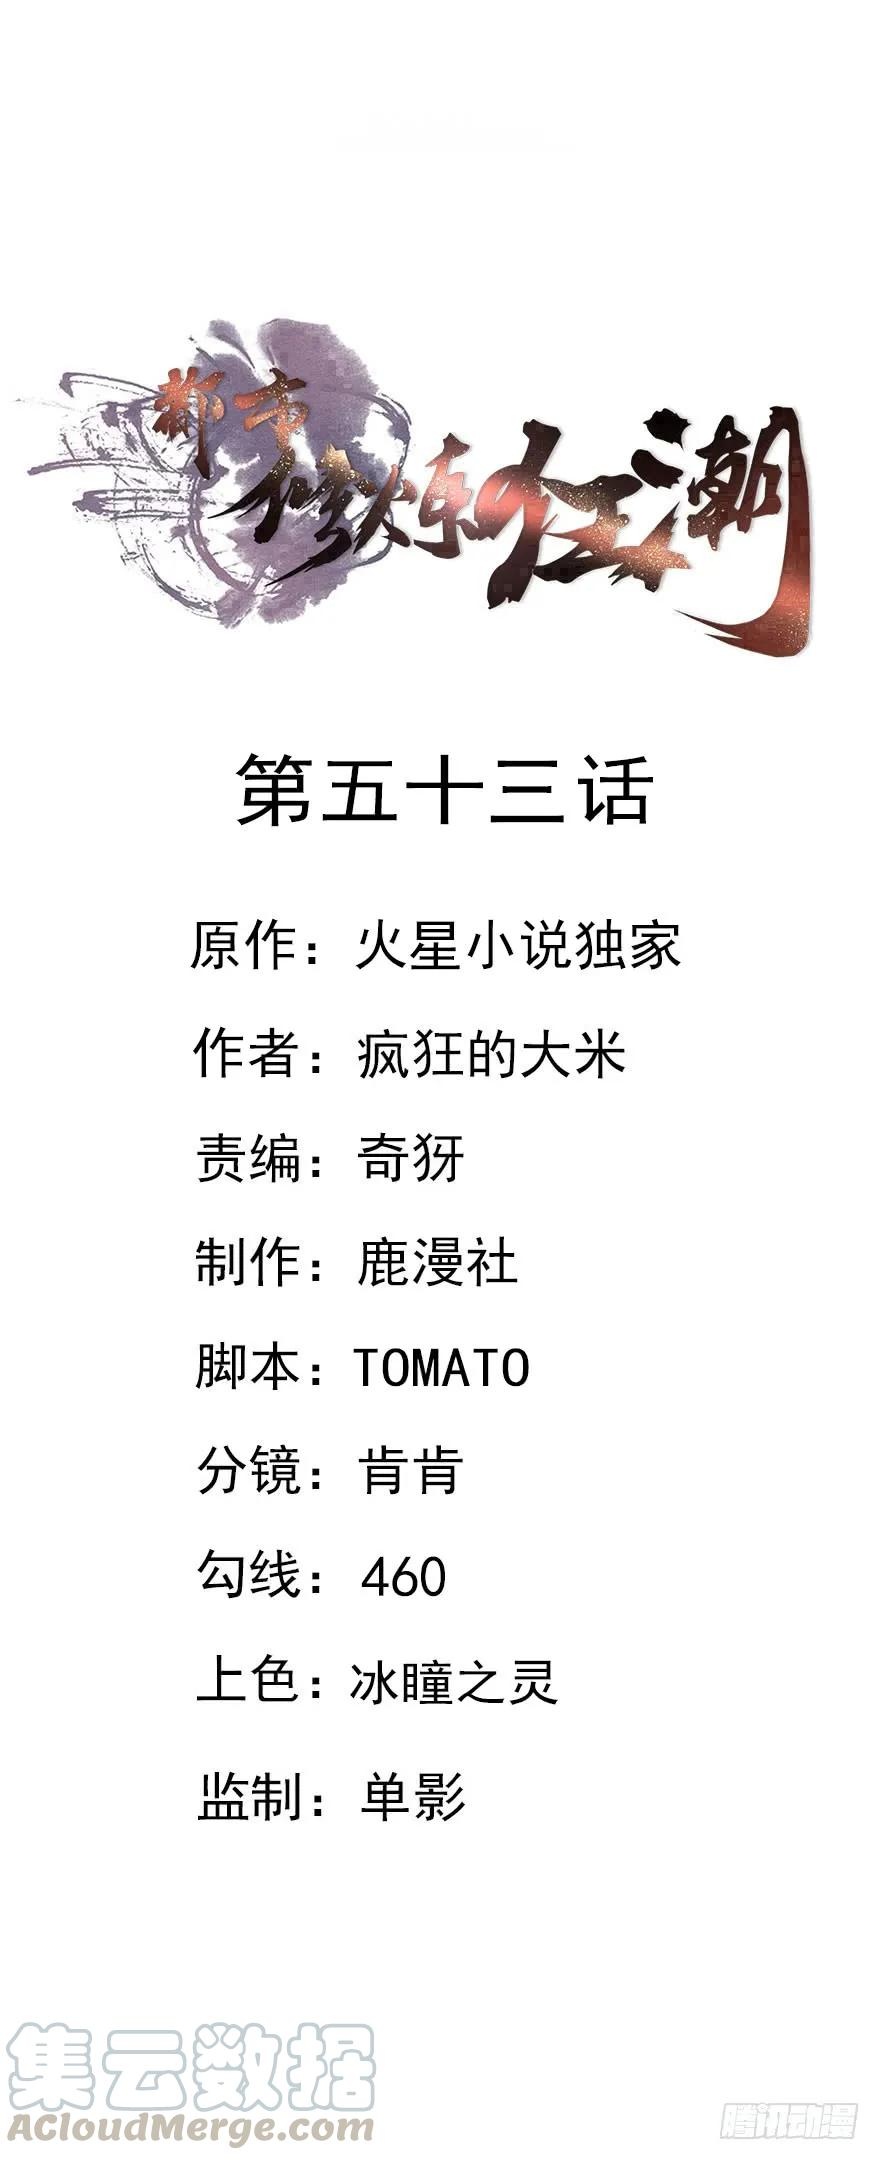 都市
修炼狂潮
第五十三话
原作：火星小说独家
作者：疯狂的大米
责编：奇犽
制作：鹿漫社
脚本：TOMATO
分镜：肯肯
勾线：460
上色：冰瞳之灵
监制：单影
集云数据
ACloudMerge.com
腾讯动漫